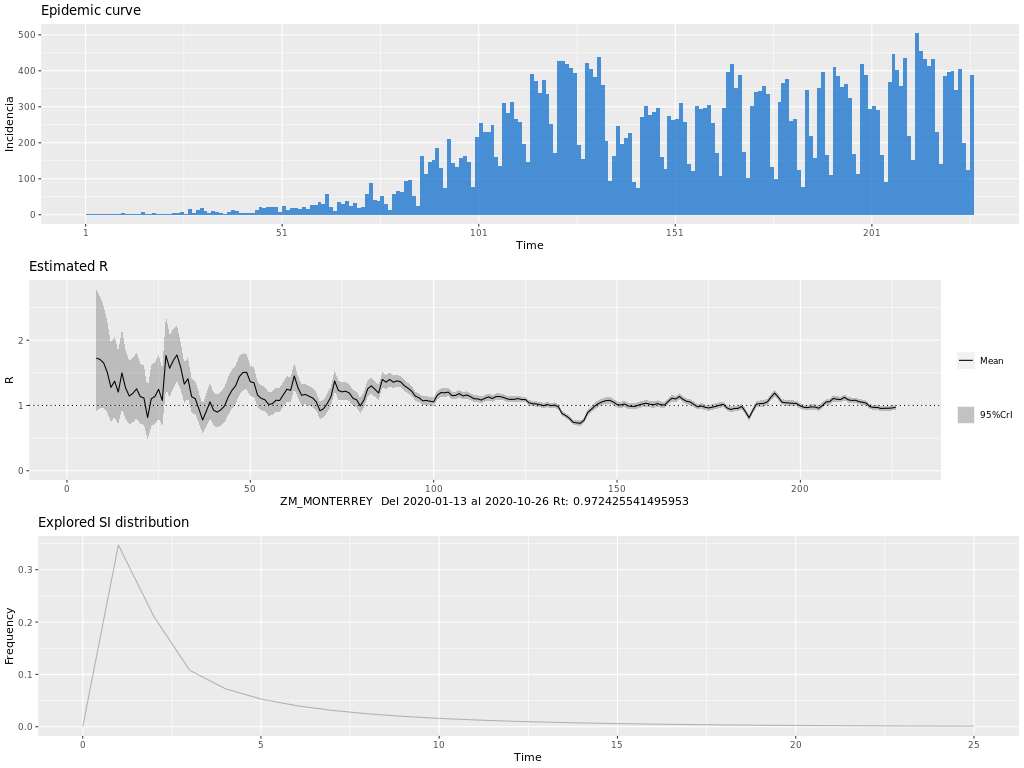 Epidemic curve
500
400
300
200
100
0
Incidencia
1
51
101
151
201
Time
Estimated R
2
1
0
R
0
50
100
150
200
Mean
95%CrI
ZM_MONTERREY  Del 2020-01-13 al 2020-10-26 Rt: 0.972425541495953
Explored SI distribution
0.3
0.2
0.1
0.0
Frequency
0
5
10
15
20
25
Time